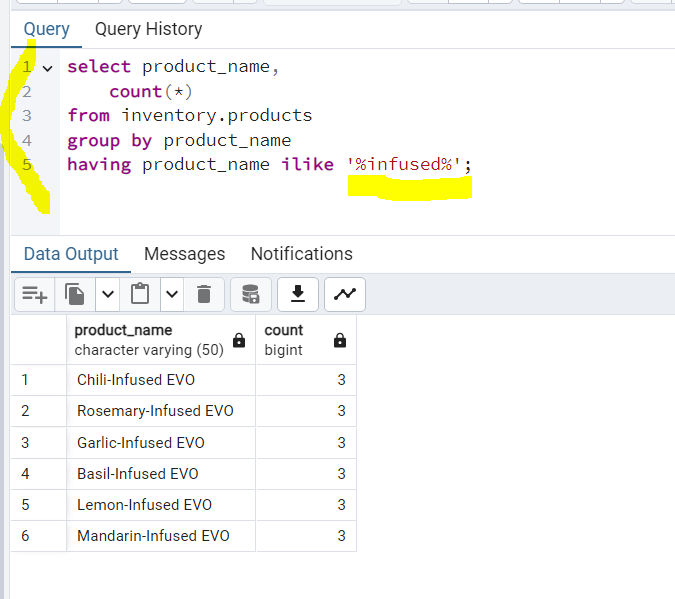 Query Query History
1 select product_name,
2 count(*)
3 from inventory.products
4 group by product_name
5 having product_name ilike '%infused%';
Data Output Messages Notifications
product_name count
character varying (50) bigint
1 Chili-Infused EVO 3
2 Rosemary-Infused EVO 3
3 Garlic-Infused EVO 3
4 Basil-Infused EVO 3
5 Lemon-Infused EVO 3
6 Mandarin-Infused EVO 3